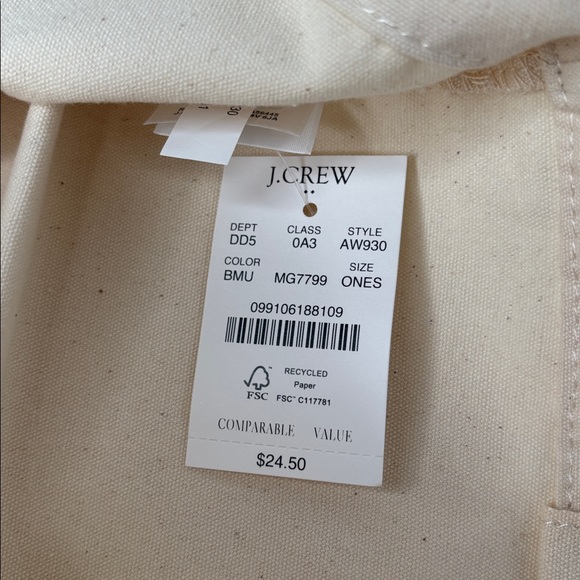 J.CREW
DEPT CLASS STYLE
DD5 0A3 AW930
COLOR SIZE
BMU MG7799 ONES
099106188109
RECYCLED
Paper
FSC FSC™ C117781
COMPARABLE VALUE
$24.50